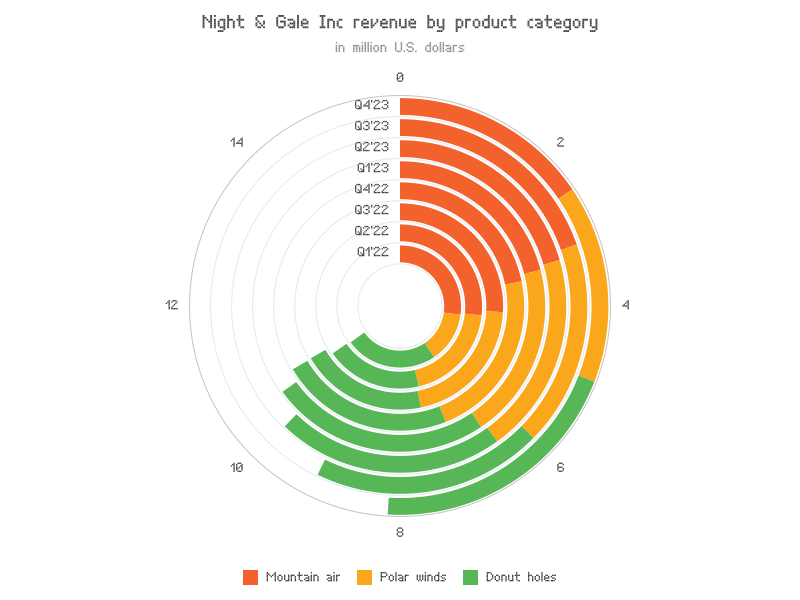 Night & Gale Inc revenue by product category
in million U.S. dollars
0
2
4
6
8
10
12
14
Q4'23
Q3'23
Q2'23
Q1'23
Q4'22
Q3'22
Q2'22
Q1'22
Mountain air
Polar winds
Donut holes